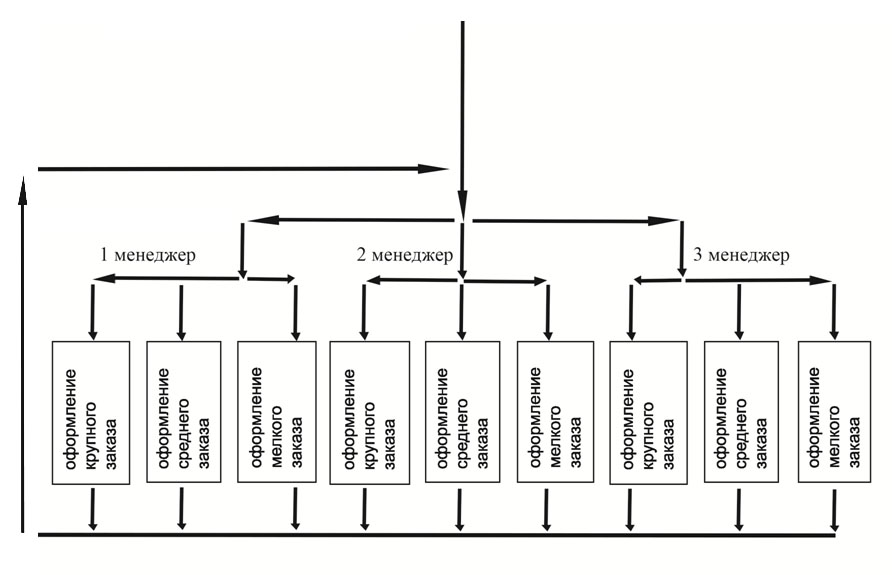 1 менеджер
2 менеджер
3 менеджер
оформление
крупного
заказа
оформление
среднего
заказа
оформление
мелкого
заказа
оформление
крупного
заказа
оформление
среднего
заказа
оформление
мелкого
заказа
оформление
крупного
заказа
оформление
среднего
заказа
оформление
мелкого
заказа